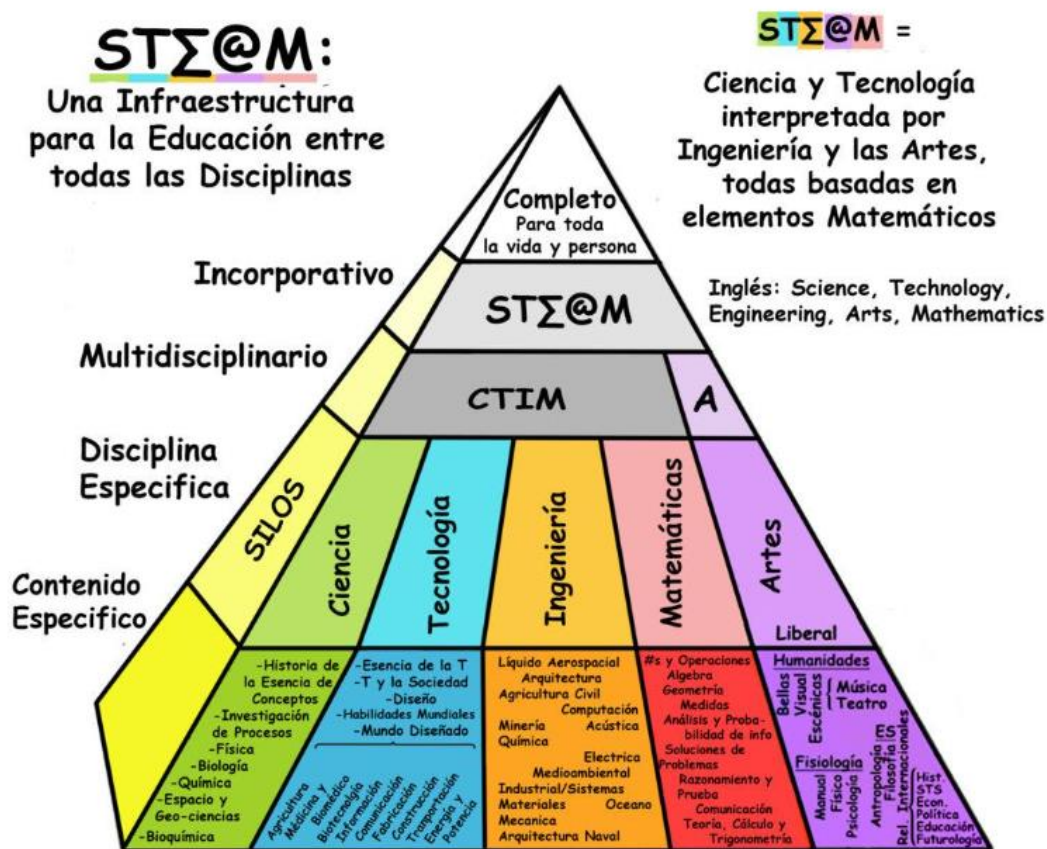 STΣ@M:
Una Infraestructura
para la Educación entre
todas las Disciplinas
STΣ@M =
Ciencia y Tecnología
interpretada por
Ingeniería y las Artes,
todas basadas en
elementos Matemáticos
Inglés: Science, Technology,
Engineering, Arts, Mathematics
Completo
Para toda
la vida y persona
Incorporativo
STΣ@M
Multidisciplinario
CTIM
A
Disciplina
Especifica
SILOS
Ciencia
Tecnología
Ingeniería
Matemáticas
Artes
Liberal
Contenido
Especifico
-Historia de
la Esencia de
Conceptos
-Investigación
de Procesos
-Física
-Biología
-Química
-Espacio y
Geo-ciencias
-Bioquímica
-Esencia de la T
-T y la Sociedad
-Diseño
-Habilidades Mundiales
-Mundo Diseñado
Agricultura
Médicina y
Biomédico
Información
Comunicación
Fabricación
Construcción
Energía y
Potencia
Líquido Aerospacial
Arquitectura
Agricultura Civil
Computación
Minería Acústica
Química
Electrica
Medioambiental
Industrial/Sistemas
Materiales Oceano
Mecanica
Arquitectura Naval
#s y Operaciones
Algebra
Geometría
Medidas
Análisis y Proba-
bilidad de info
Soluciones de
Problemas
Razonamiento y
Prueba
Comunicación
Teoría, Cálculo y
Trigonometría
Humanidades
Bellas
Visual
Escénicas
Música
Teatro
Fisiología
Manual
Físico
Psicología
Antropología
Filosofía
ES
Rel. Internacionales
Hist.
STS
Econ.
Política
Educación
Futurología